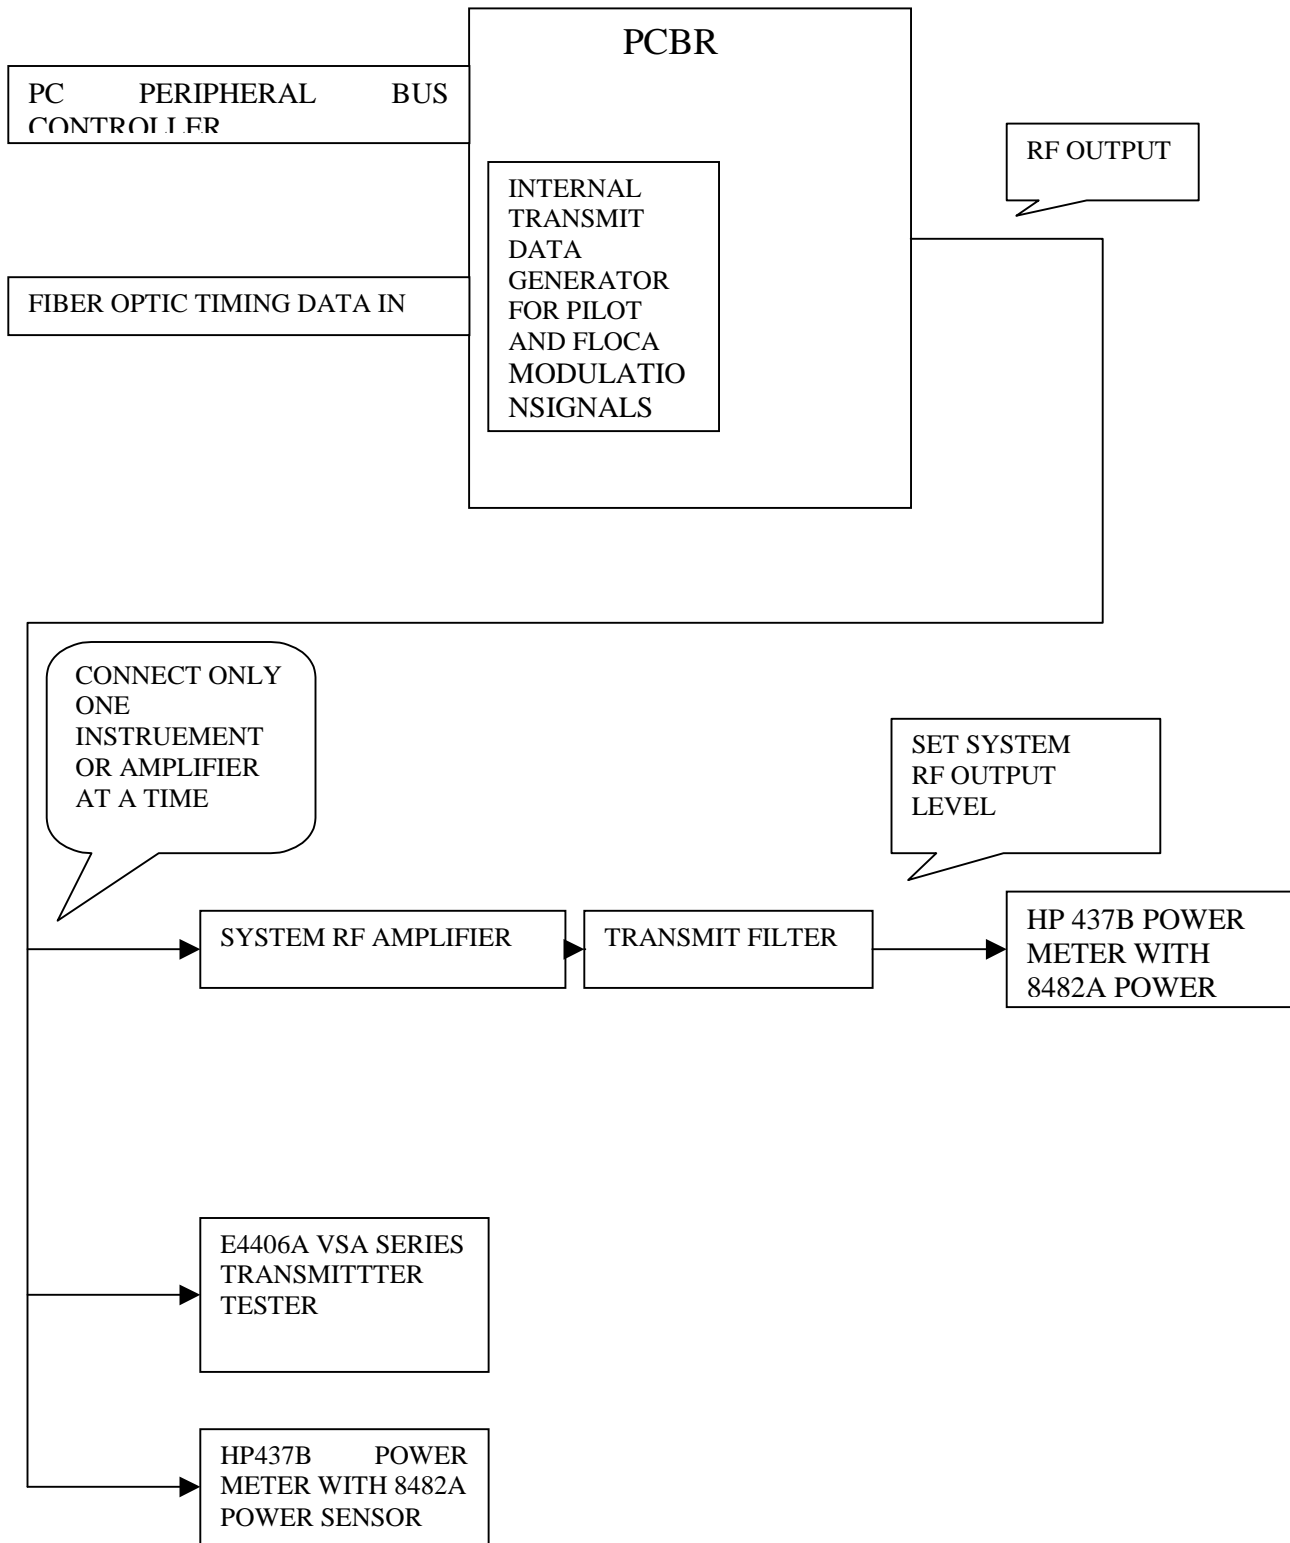 PCBR
PC PERIPHERAL BUS
CONTROLLER
RF OUTPUT
INTERNAL
TRANSMIT
DATA
GENERATOR
FOR PILOT
AND FLOCA
MODULATIO
NSIGNALS
FIBER OPTIC TIMING DATA IN
CONNECT ONLY
ONE
INSTRUEMENT
OR AMPLIFIER
AT A TIME
SET SYSTEM
RF OUTPUT
LEVEL
SYSTEM RF AMPLIFIER
TRANSMIT FILTER
HP 437B POWER
METER WITH
8482A POWER
E4406A VSA SERIES
TRANSMITTTER
TESTER
HP437B POWER
METER WITH 8482A
POWER SENSOR